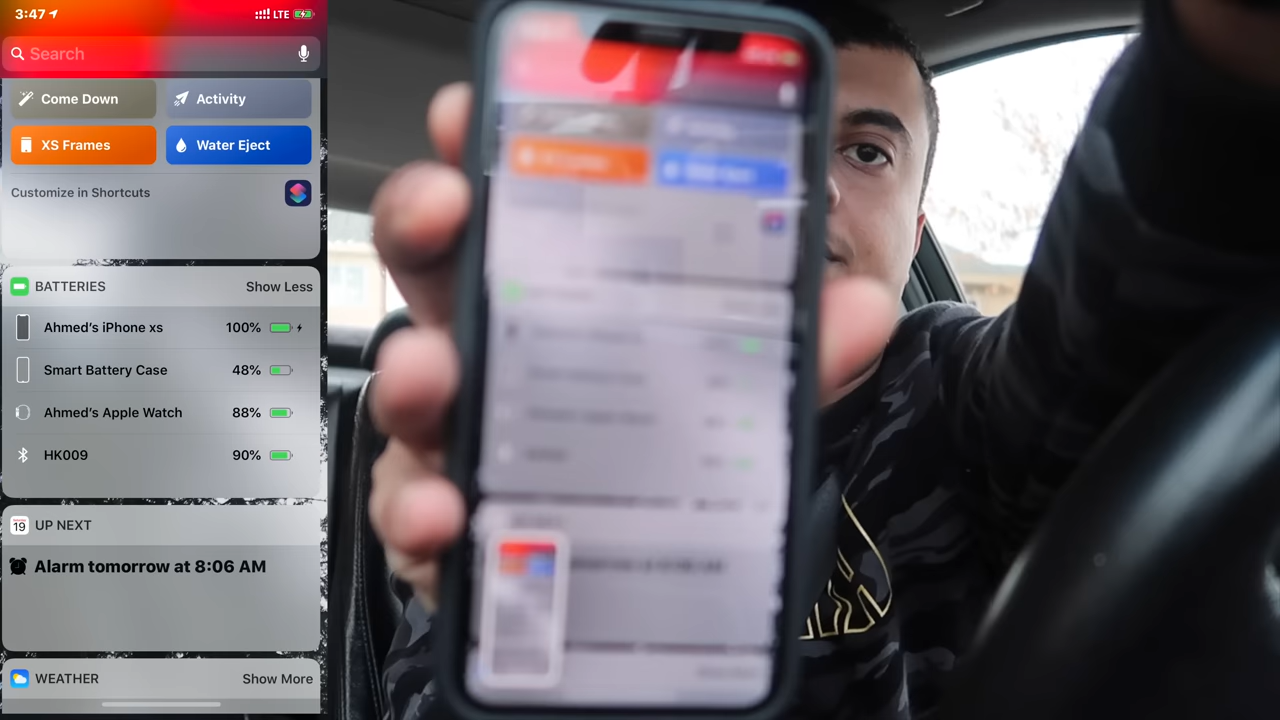 3:47 LTE
Search
Come Down Activity
XS Frames Water Eject
Customize in Shortcuts
BATTERIES Show Less
Ahmed's iPhone xs 100%
Smart Battery Case 48%
Ahmed's Apple Watch 88%
HK009 90%
19 UP NEXT
Alarm tomorrow at 8:06 AM
WEATHER Show More